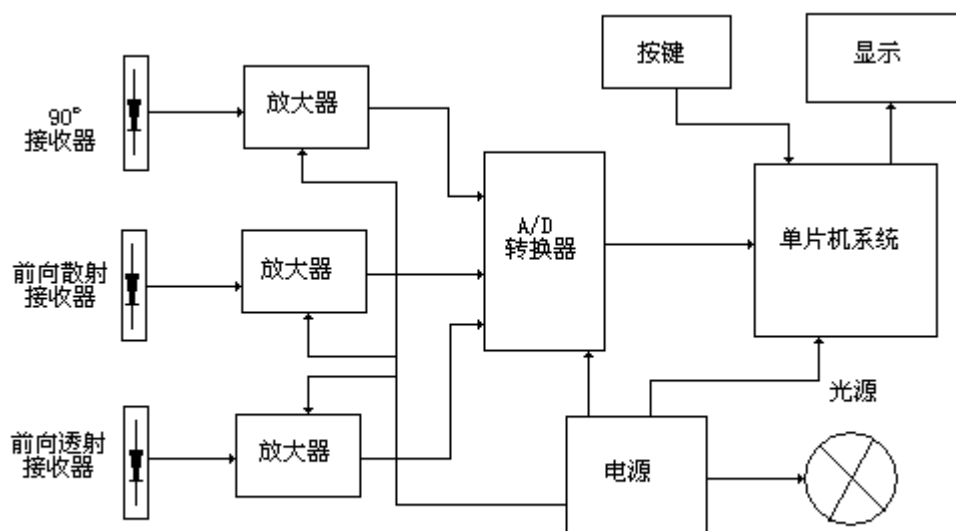 90°
接收器
放大器
按键
显示
前向散射
接收器
放大器
A/D
转换器
单片机系统
前向透射
接收器
放大器
电源
光源